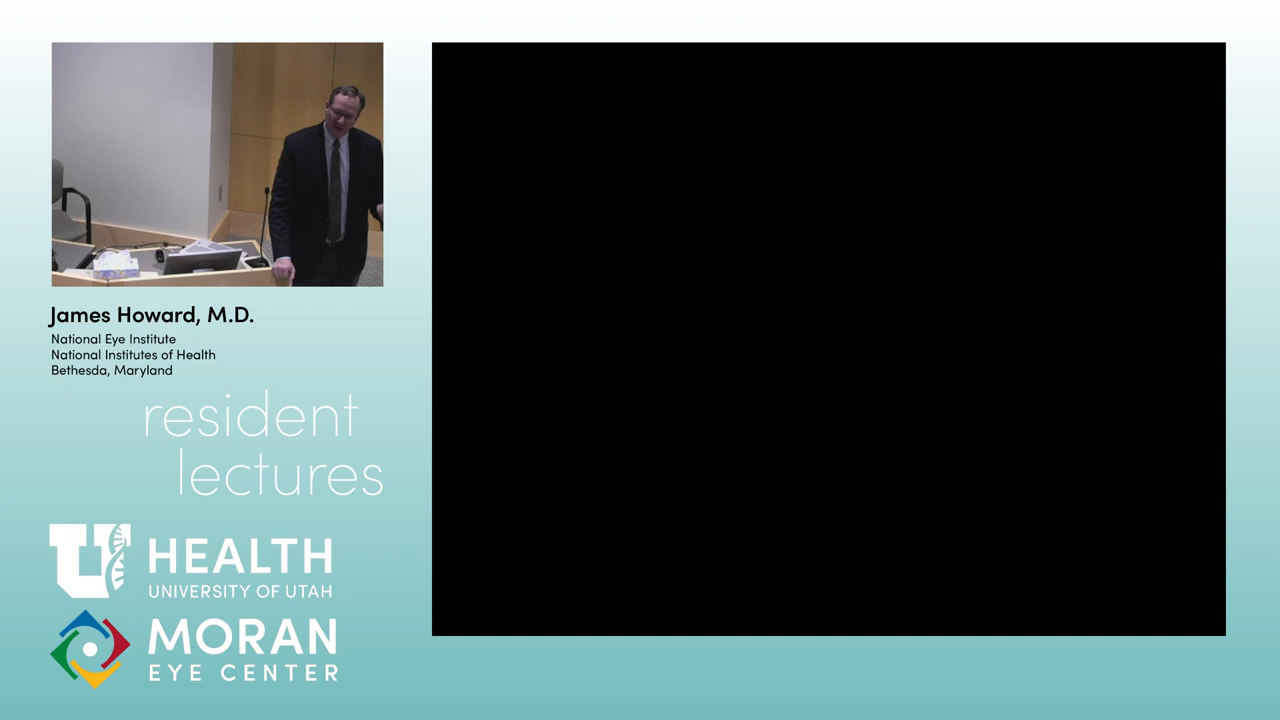 James Howard, M.D.
National Eye Institute
National Institutes of Health
Bethesda, Maryland
resident
lectures
U HEALTH
UNIVERSITY OF UTAH
MORAN
EYE CENTER